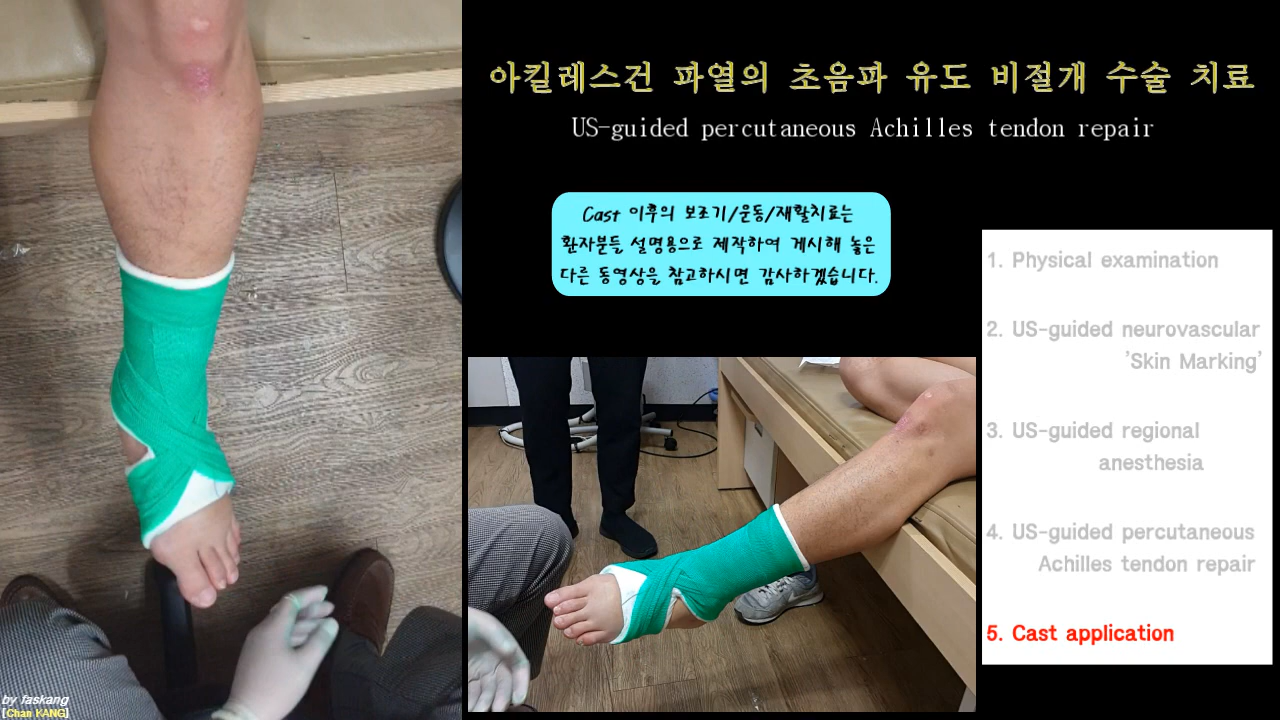 아킬레스건 파열의 초음파 유도 비절개 수술 치료
US-guided percutaneous Achilles tendon repair
Cast 이후의 보조기/운동/재활치료는
환자분들 설명용으로 제작하여 게시해 놓은
다른 동영상을 참고하시면 감사하겠습니다.
1. Physical examination
2. US-guided neurovascular
'Skin Marking'
3. US-guided regional
anesthesia
4. US-guided percutaneous
Achilles tendon repair
5. Cast application
by faskang
[Chan KANG]